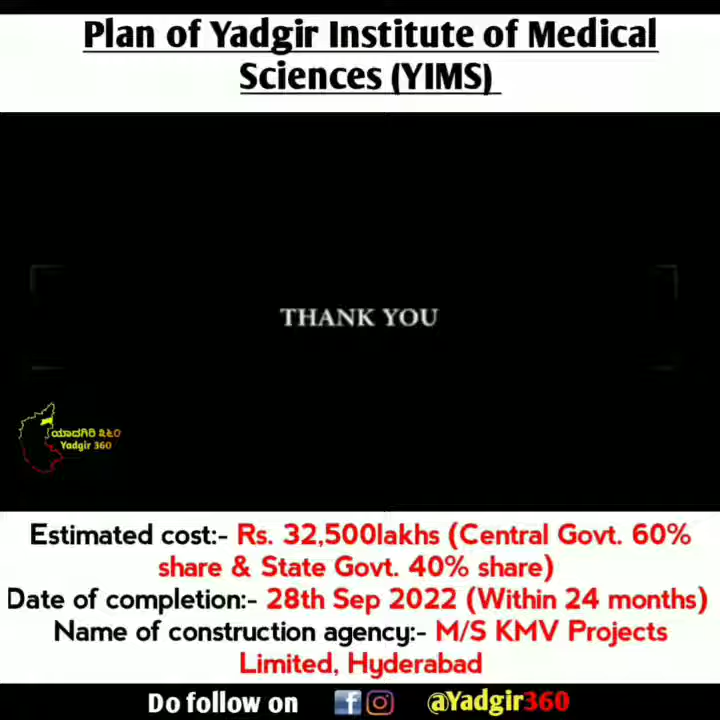 Plan of Yadgir Institute of Medical
Sciences (YIMS)
THANK YOU
ಯಾದಗಿರಿ ೩೬೦
Yadgir 360
Estimated cost:- Rs. 32,500lakhs (Central Govt. 60%
share & State Govt. 40% share)
Date of completion:- 28th Sep 2022 (Within 24 months)
Name of construction agency:- M/S KMV Projects
Limited, Hyderabad
Do follow on @Yadgir360